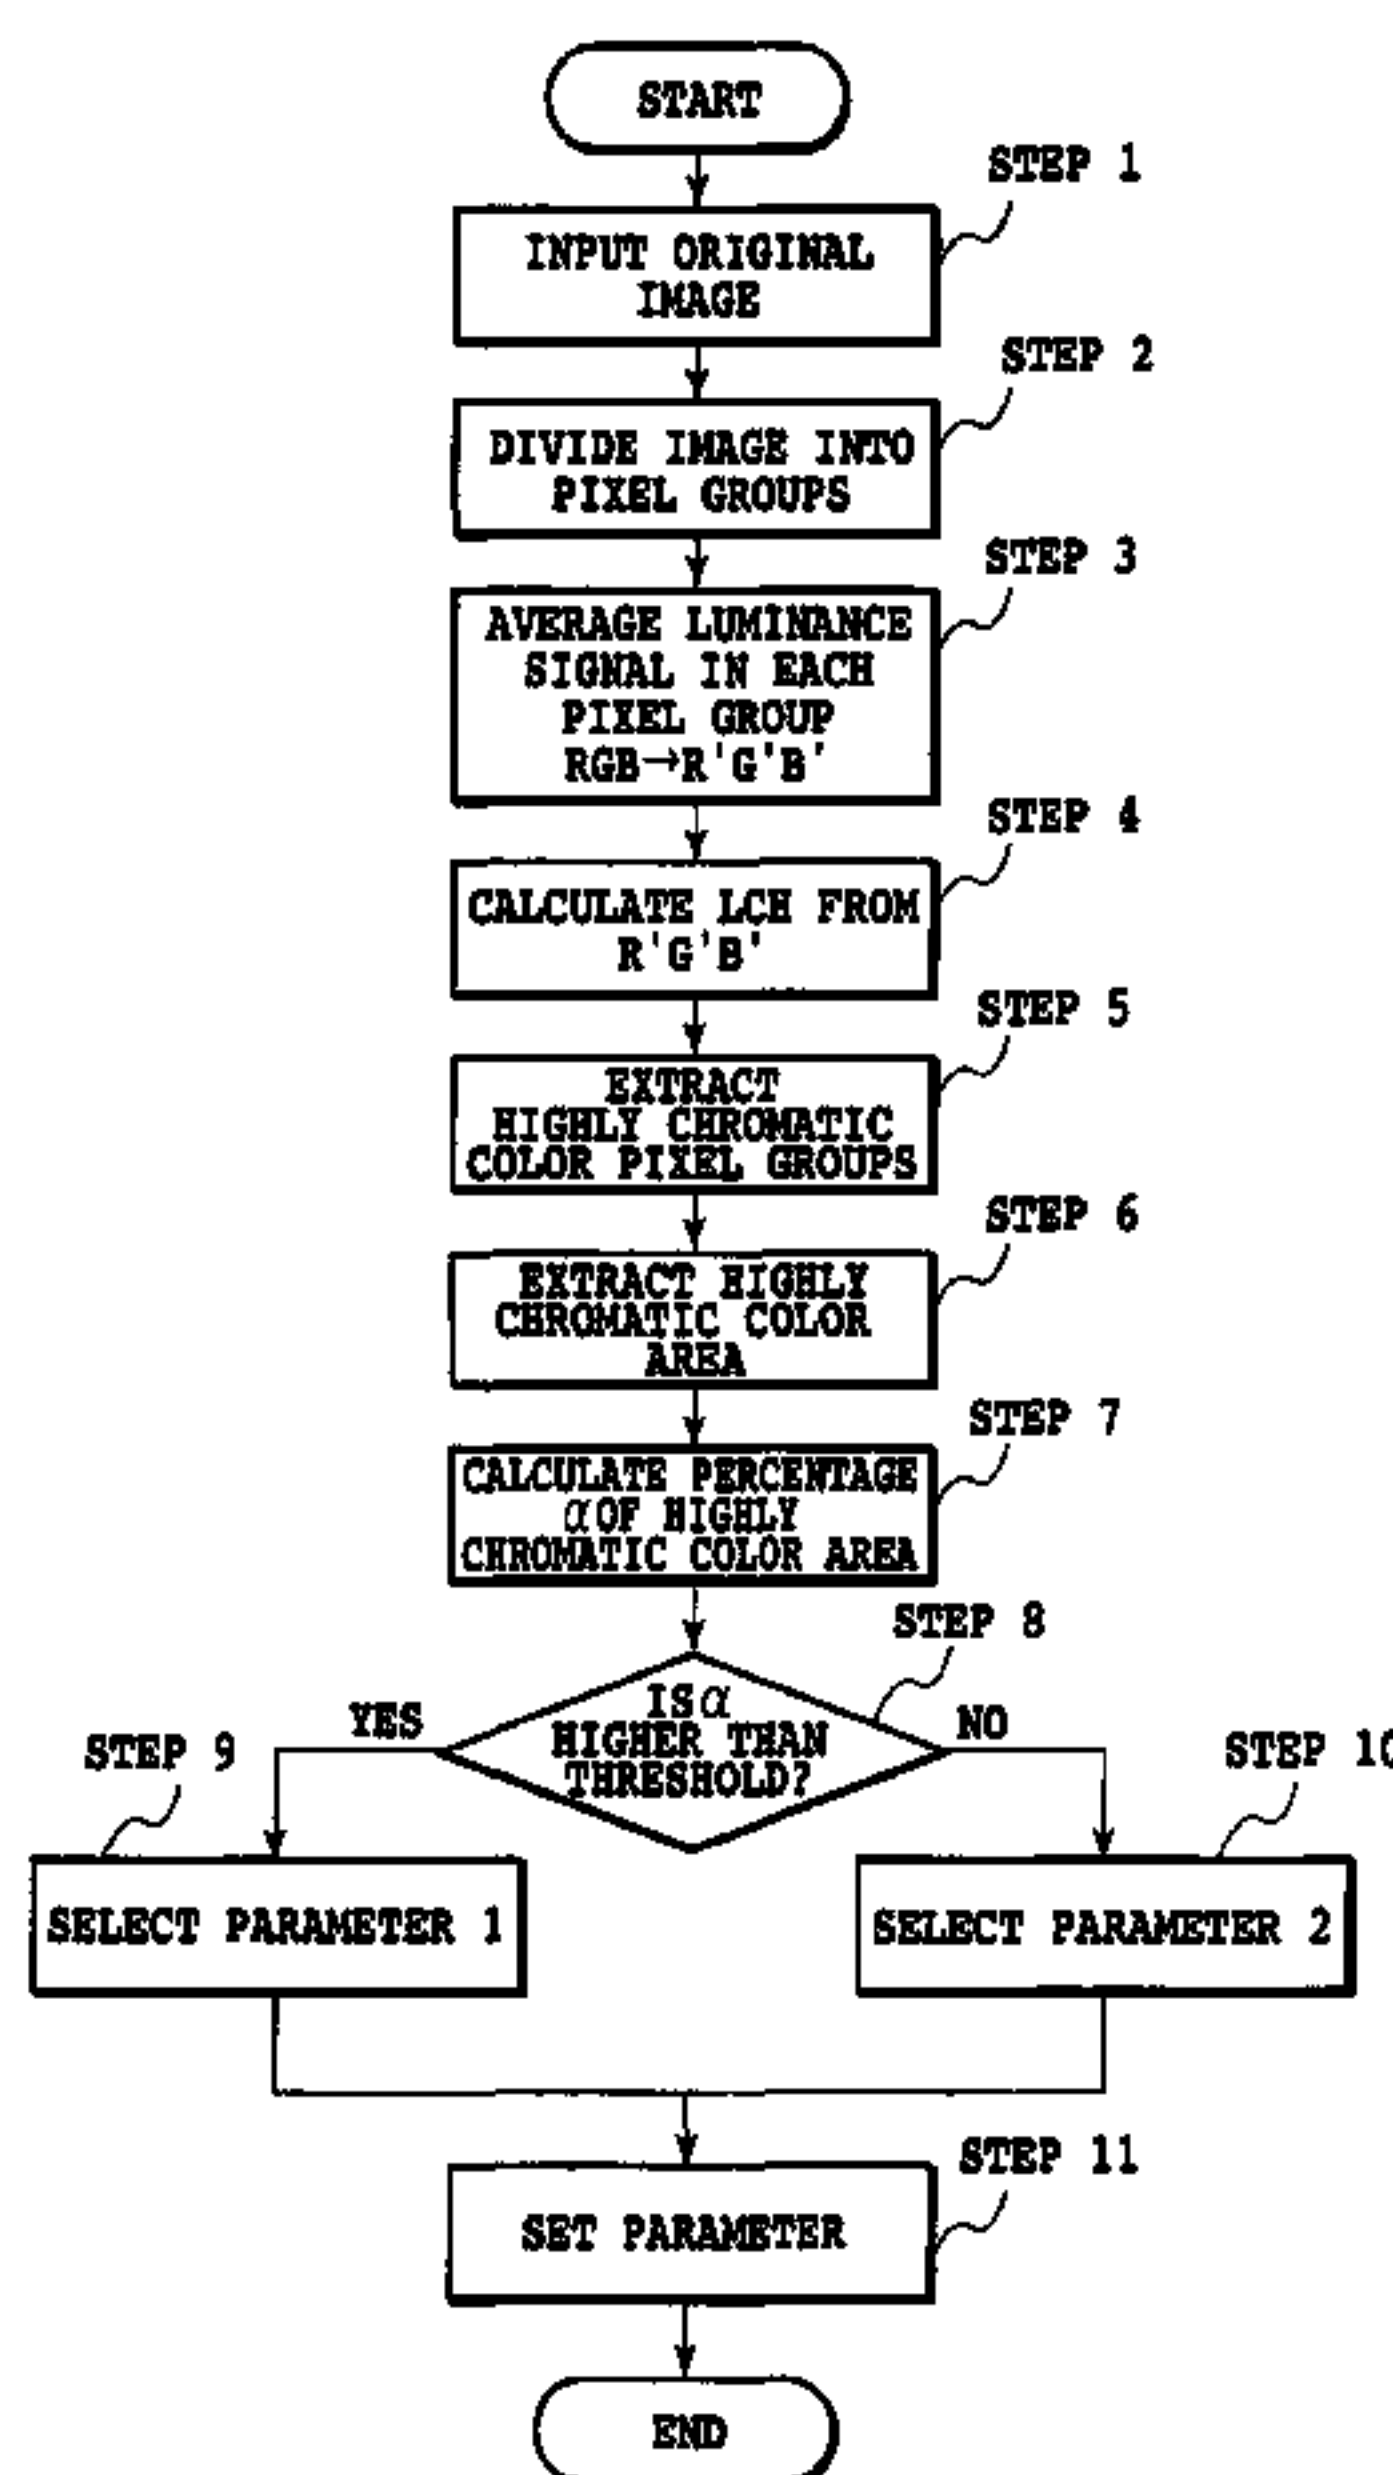 START
STEP 1
INPUT ORIGINAL
IMAGE
STEP 2
DIVIDE IMAGE INTO
PIXEL GROUPS
STEP 3
AVERAGE LUMINANCE
SIGNAL IN EACH
PIXEL GROUP
RGB→R'G'B'
STEP 4
CALCULATE LCH FROM
R'G'B'
STEP 5
EXTRACT
HIGHLY CHROMATIC
COLOR PIXEL GROUPS
STEP 6
EXTRACT HIGHLY
CHROMATIC COLOR
AREA
STEP 7
CALCULATE PERCENTAGE
α OF HIGHLY
CHROMATIC COLOR AREA
STEP 8
IS α
HIGHER THAN
THRESHOLD?
YES
NO
STEP 9
STEP 10
SELECT PARAMETER 1
SELECT PARAMETER 2
STEP 11
SET PARAMETER
END